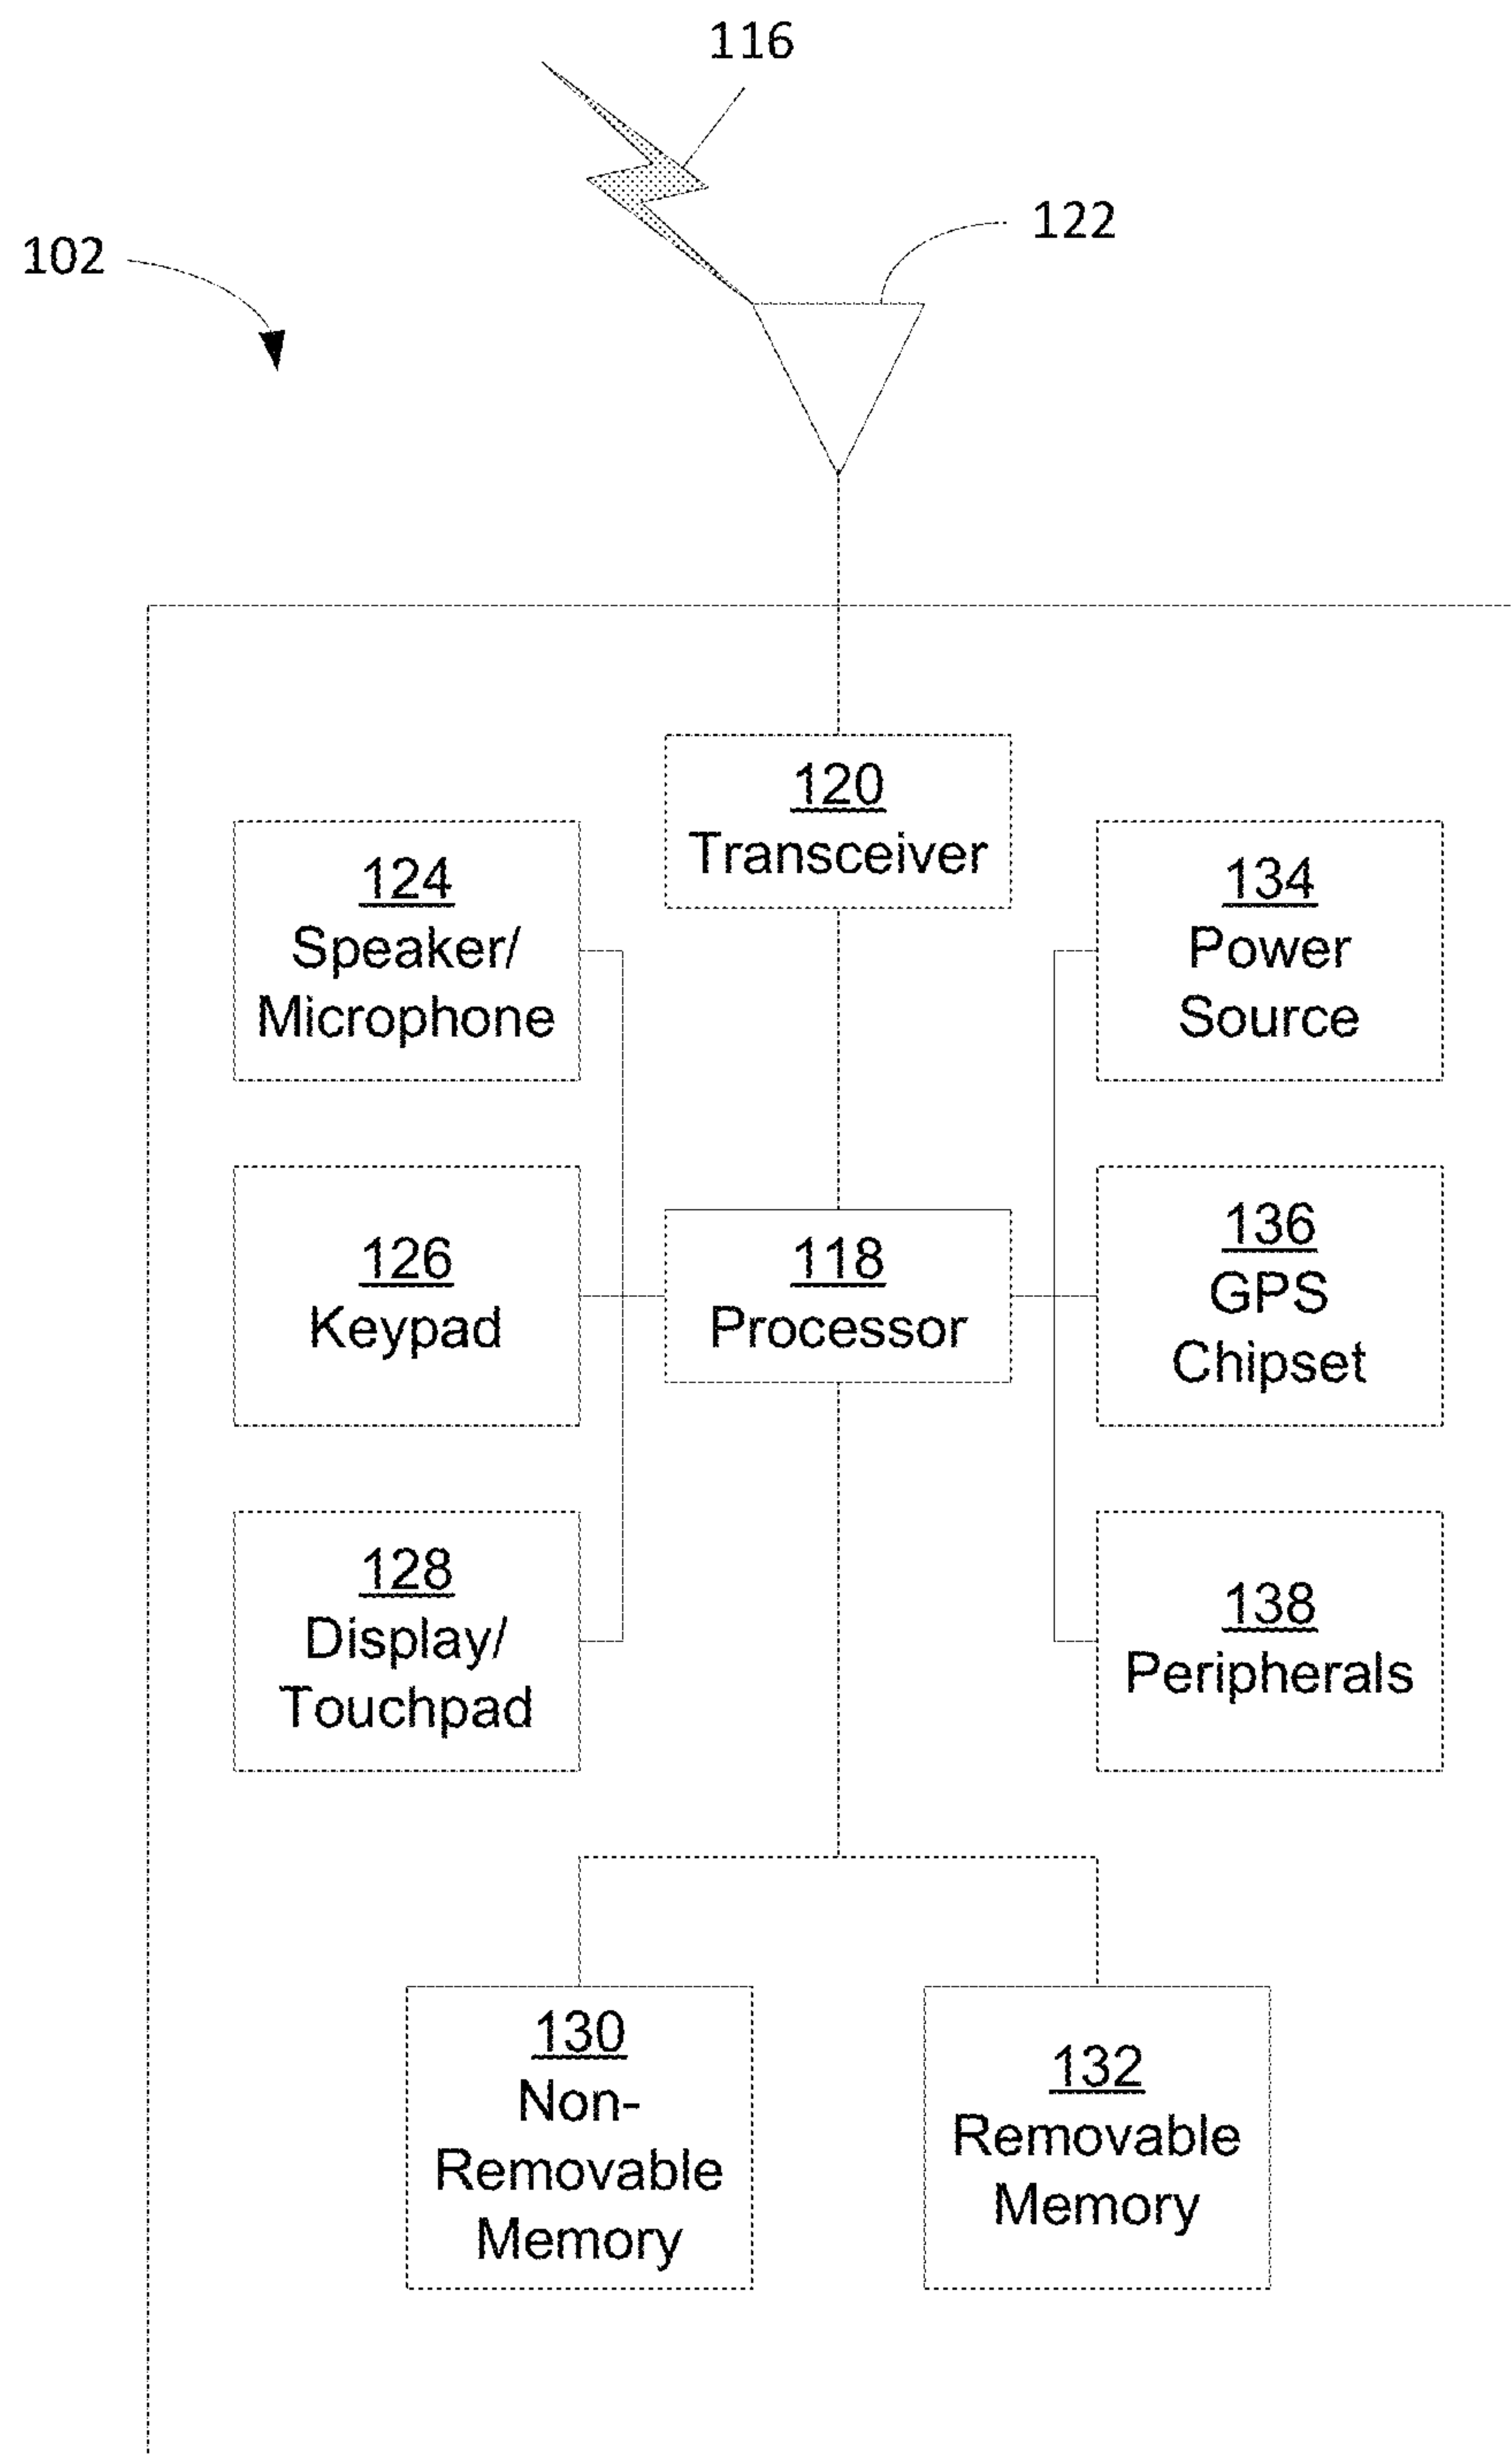 116
122
102
120
Transceiver
124
Speaker/
Microphone
134
Power
Source
126
Keypad
118
Processor
136
GPS
Chipset
128
Display/
Touchpad
138
Peripherals
130
Non-
Removable
Memory
132
Removable
Memory